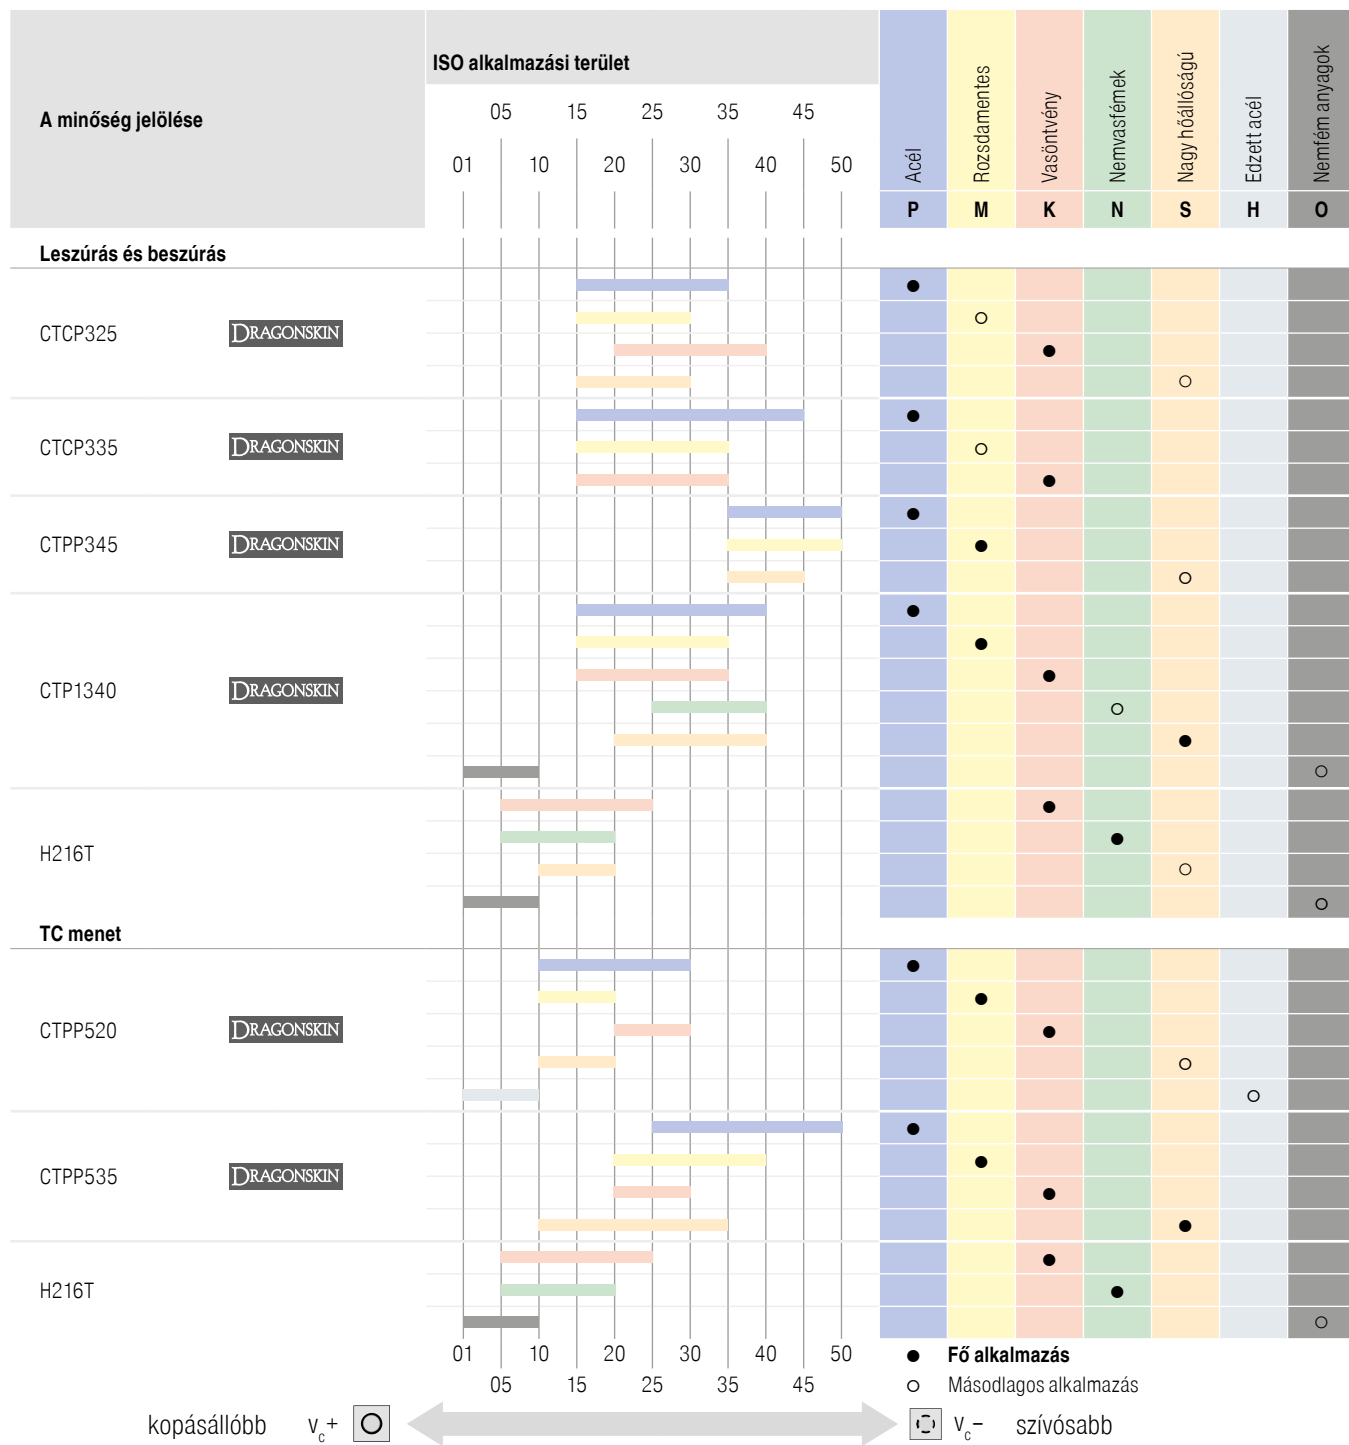 A minőség jelölése
ISO alkalmazási terület
05 15 25 35 45
01 10 20 30 40 50
Acél
Rozsdamentes
Vasöntvény
Nemvasfémek
Nagy hőállóságú
Edzett acél
Nemfém anyagok
P M K N S H O
Leszúrás és beszúrás
CTCP325 DRAGONSKIN
CTCP335 DRAGONSKIN
CTPP345 DRAGONSKIN
CTP1340 DRAGONSKIN
H216T
TC menet
CTPP520 DRAGONSKIN
CTPP535 DRAGONSKIN
H216T
01 10 20 30 40 50
05 15 25 35 45
● Fő alkalmazás
○ Másodlagos alkalmazás
kopásállóbb vc+
vc− szívósabb